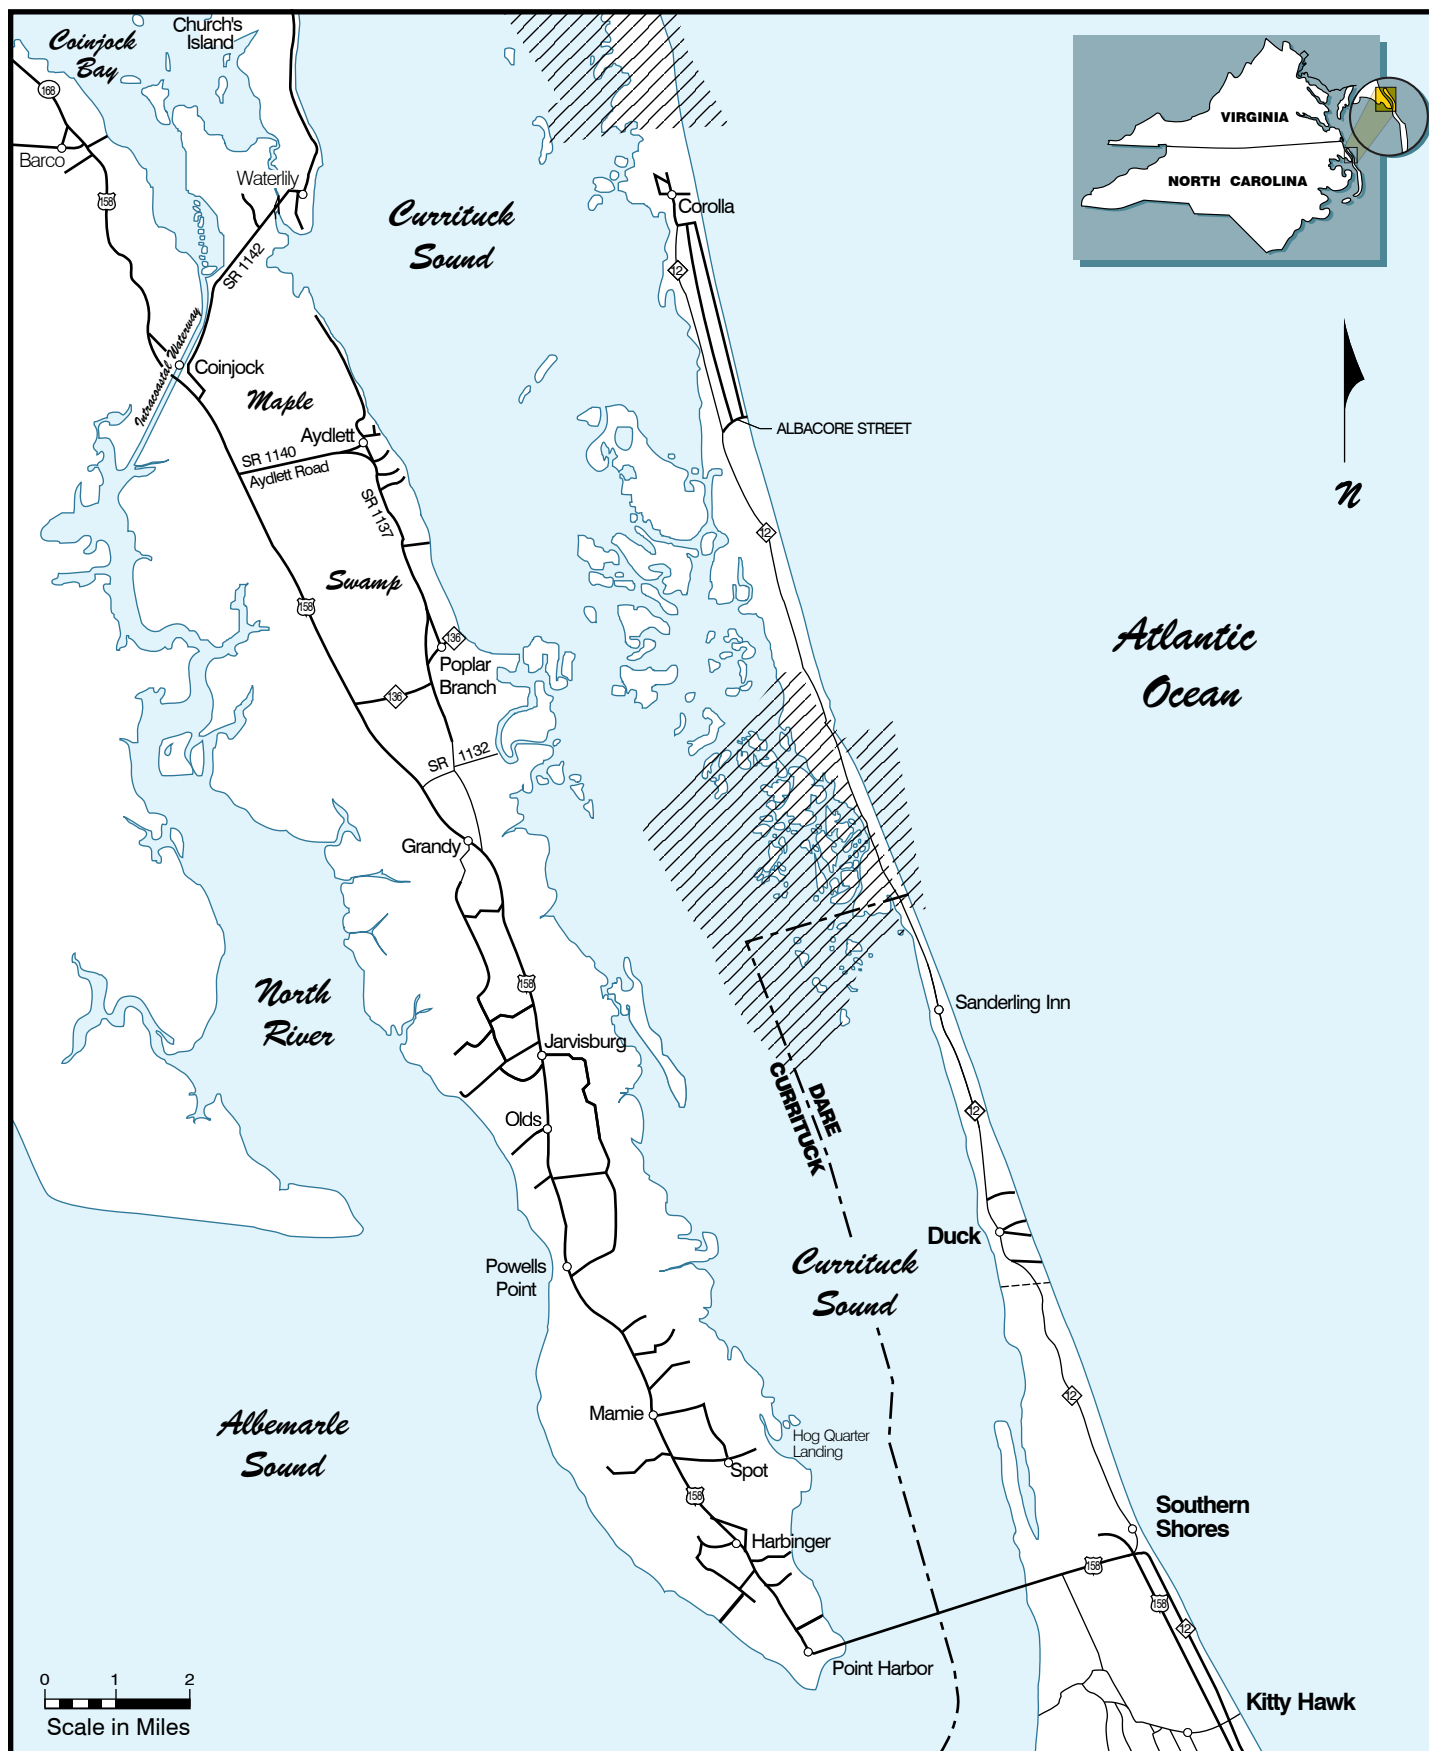 Church's
Island
Coinjock
Bay
168
Barco
158
Waterlily
SR 1142
Currituck
Sound
Corolla
12
VIRGINIA
NORTH CAROLINA
Intracoastal Waterway
Coinjock
Maple
Aydlett
SR 1140
Aydlett Road
SR 1137
ALBACORE STREET
N
12
158
Swamp
136
Poplar
Branch
136
Atlantic
Ocean
SR 1132
Grandy
158
North
River
Sanderling Inn
Jarvisburg
DARE
CURRITUCK
12
Olds
Duck
Powells
Point
Currituck
Sound
12
Mamie
Albemarle
Sound
Hog Quarter
Landing
Spot
158
Southern
Shores
Harbinger
158
158
12
Point Harbor
Kitty Hawk
0 1 2
Scale in Miles